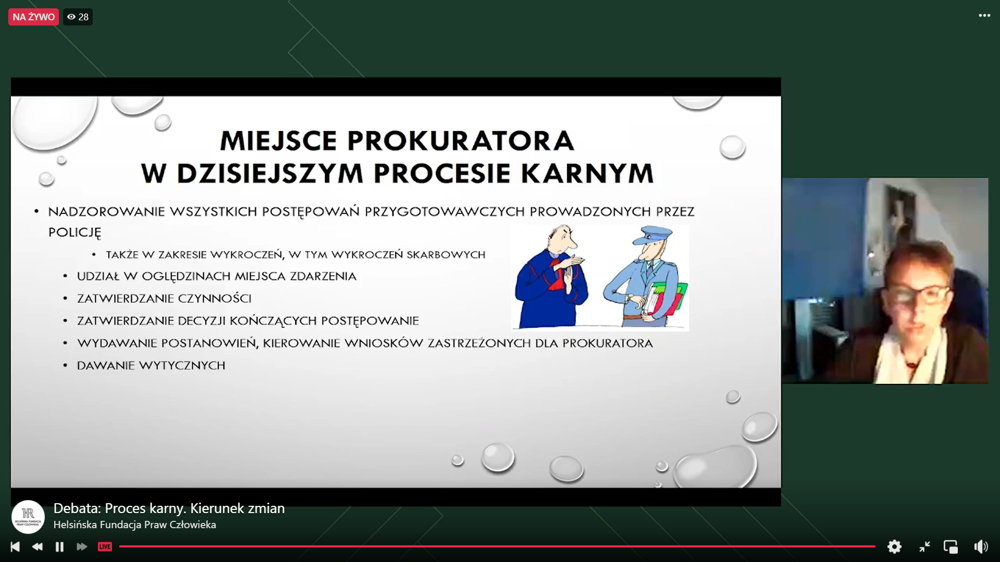 NA ŻYWO
28
MIEJSCE PROKURATORA
W DZISIEJSZYM PROCESIE KARNYM
• NADZOROWANIE WSZYSTKICH POSTĘPOWAŃ PRZYGOTOWAWCZYCH PROWADZONYCH PRZEZ
POLICJĘ
• TAKŻE W ZAKRESIE WYKROCZEŃ, W TYM WYKROCZEŃ SKARBOWYCH
• UDZIAŁ W OGLĘDZINACH MIEJSCA ZDARZENIA
• ZATWIERDZANIE CZYNNOŚCI
• ZATWIERDZANIE DECYZJI KOŃCZĄCYCH POSTĘPOWANIE
• WYDAWANIE POSTANOWIEŃ, KIEROWANIE WNIOSKÓW ZASTRZEŻONYCH DLA PROKURATORA
• DAWANIE WYTYCZNYCH
HR
HELSIŃSKA FUNDACJA
PRAW CZŁOWIEKA
Debata: Proces karny. Kierunek zmian
Helsińska Fundacja Praw Człowieka
LIVE